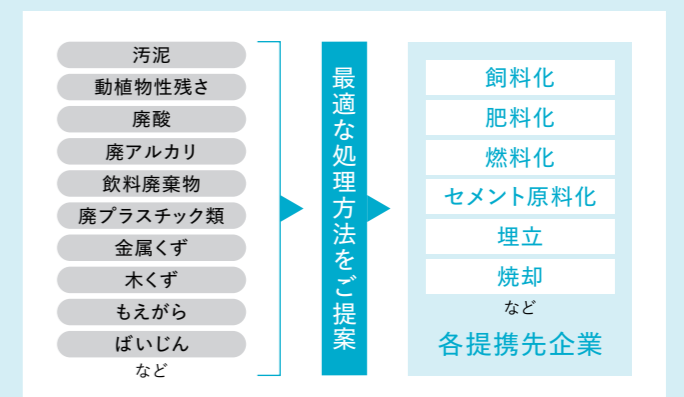 汚泥
動植物性残さ
廃酸
廃アルカリ
飲料廃棄物
廃プラスチック類
金属くず
木くず
もえがら
ばいじん
など
最適な処理方法をご提案
飼料化
肥料化
燃料化
セメント原料化
埋立
焼却
など
各提携先企業